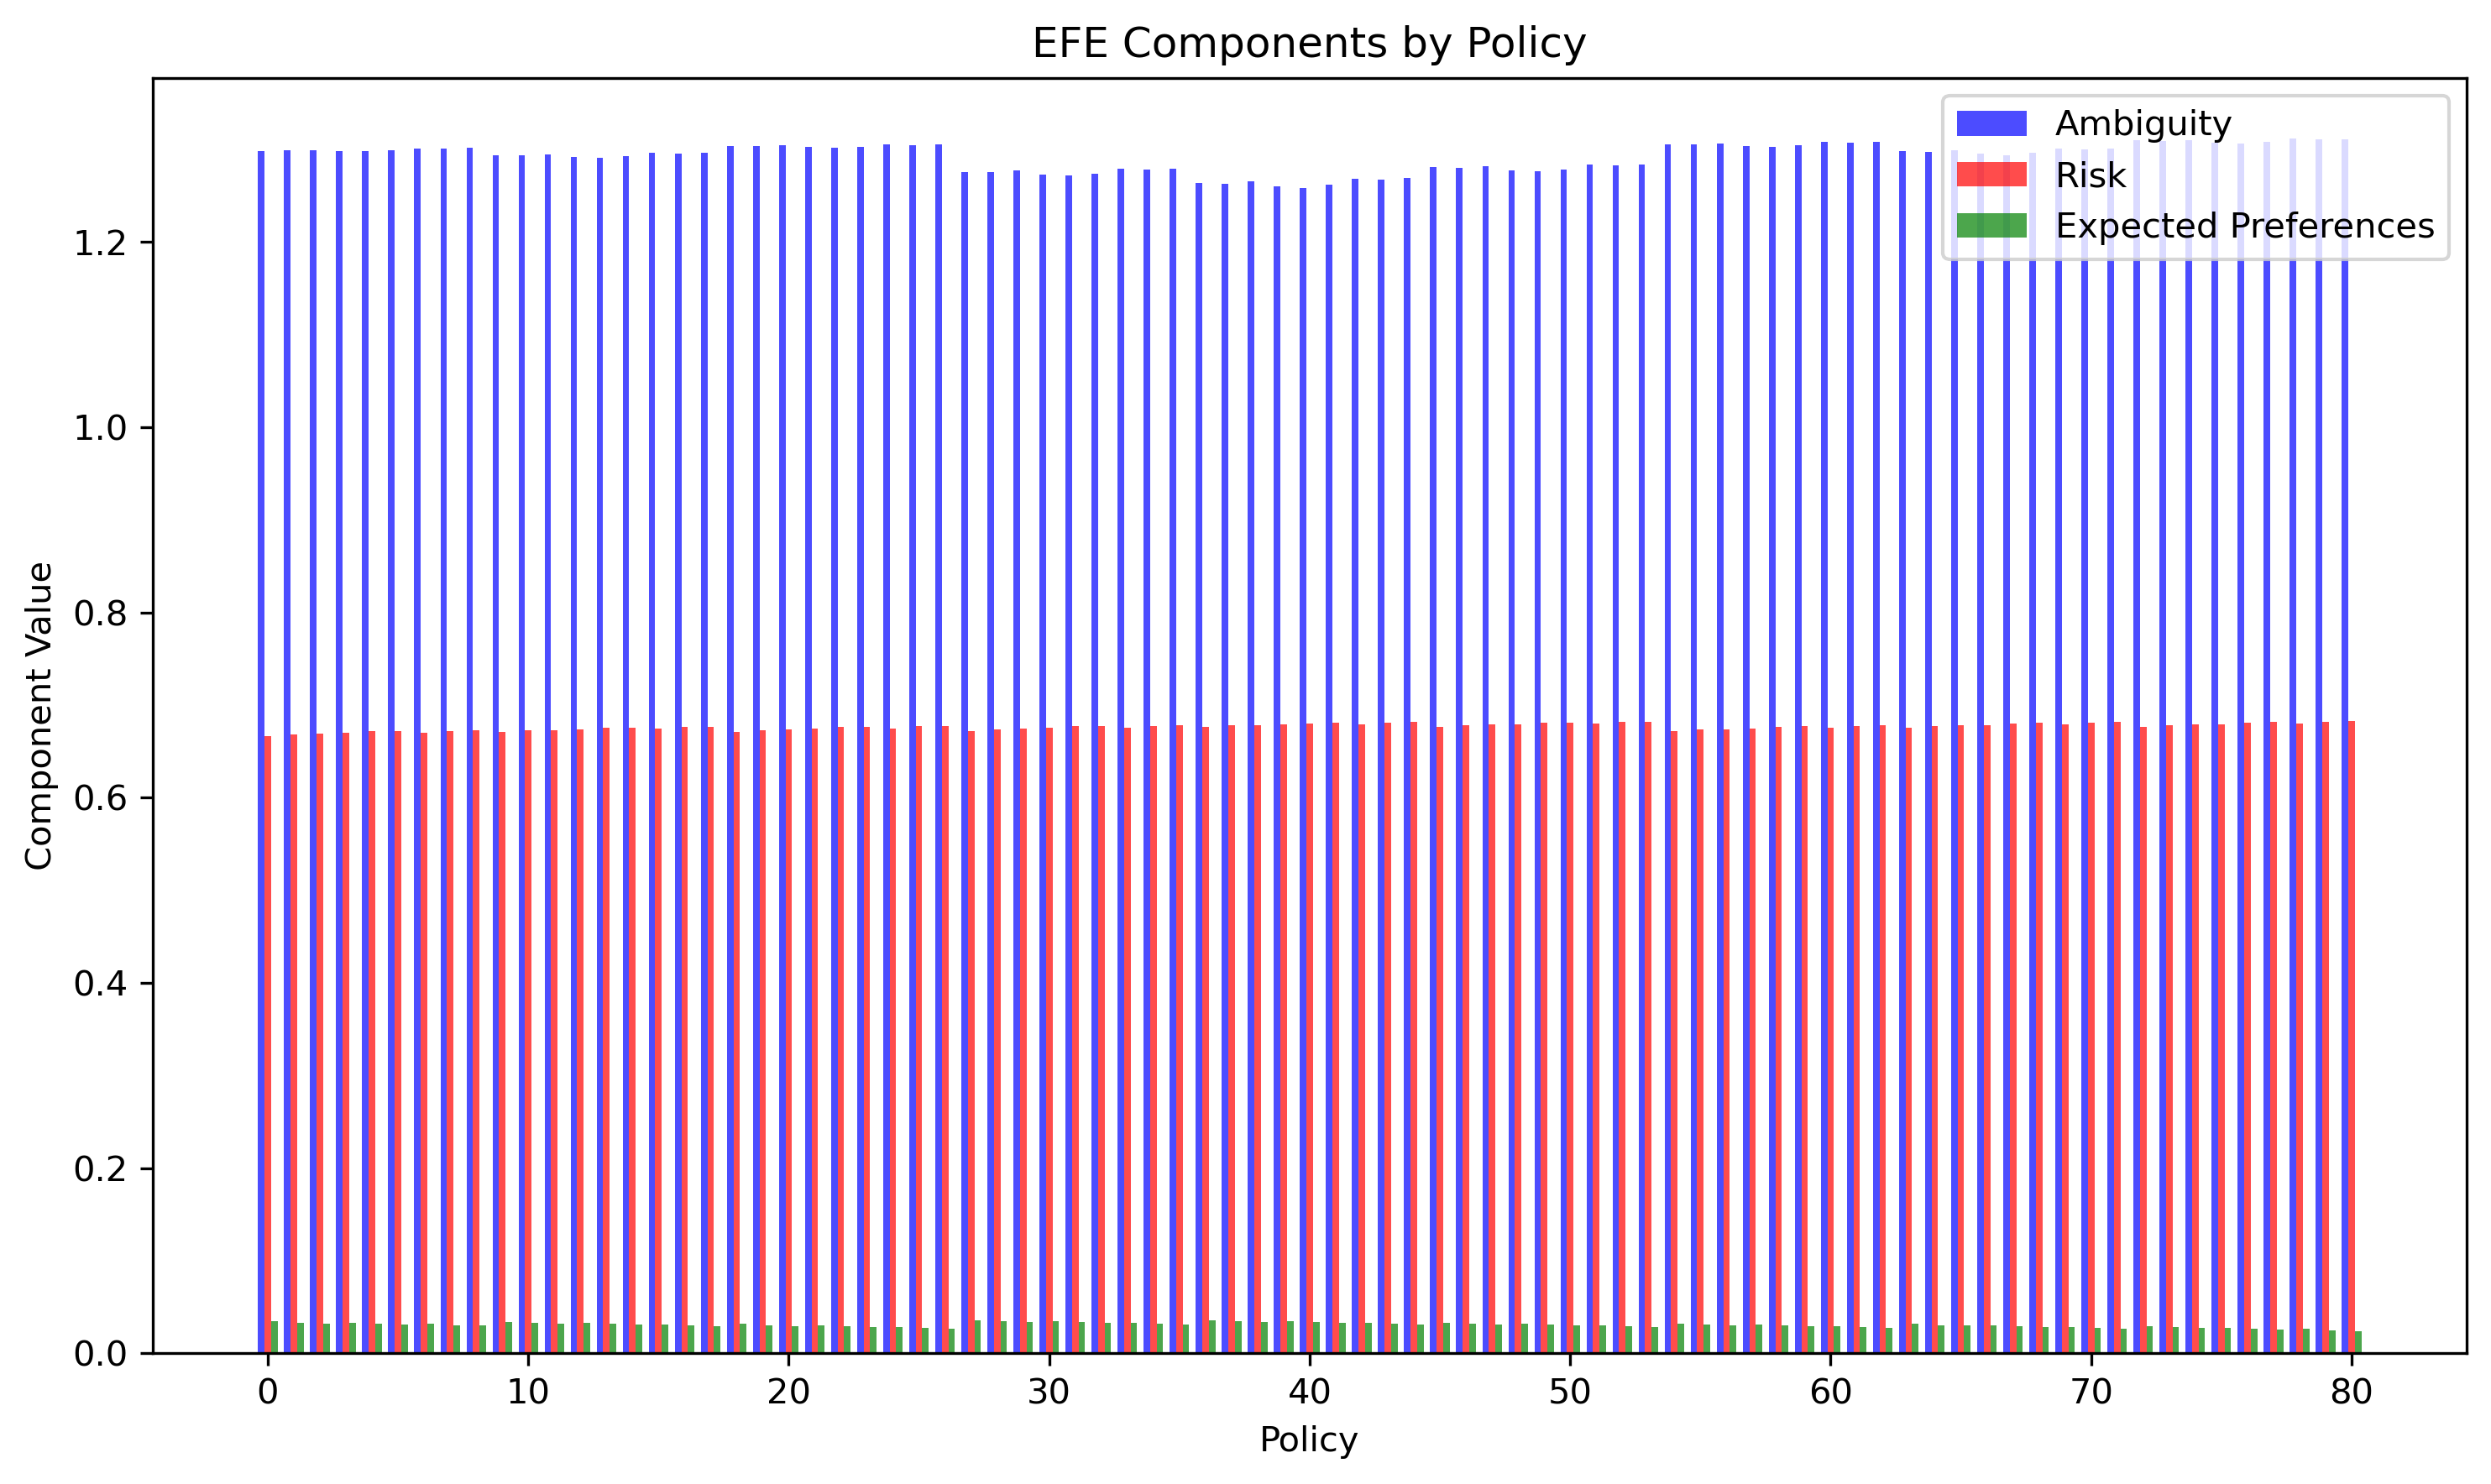 EFE Components by Policy
Ambiguity
Risk
Expected Preferences
Component Value
1.2
1.0
0.8
0.6
0.4
0.2
0.0
0 10 20 30 40 50 60 70 80
Policy